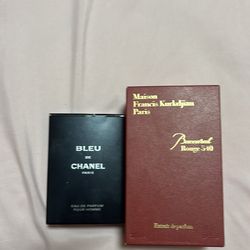 BLEU
DE
CHANEL
PARIS
EAU DE PARFUM
POUR HOMME
Maison
Francis Kurkdjian
Paris
Baccarat
Rouge 540
Extrait de parfum